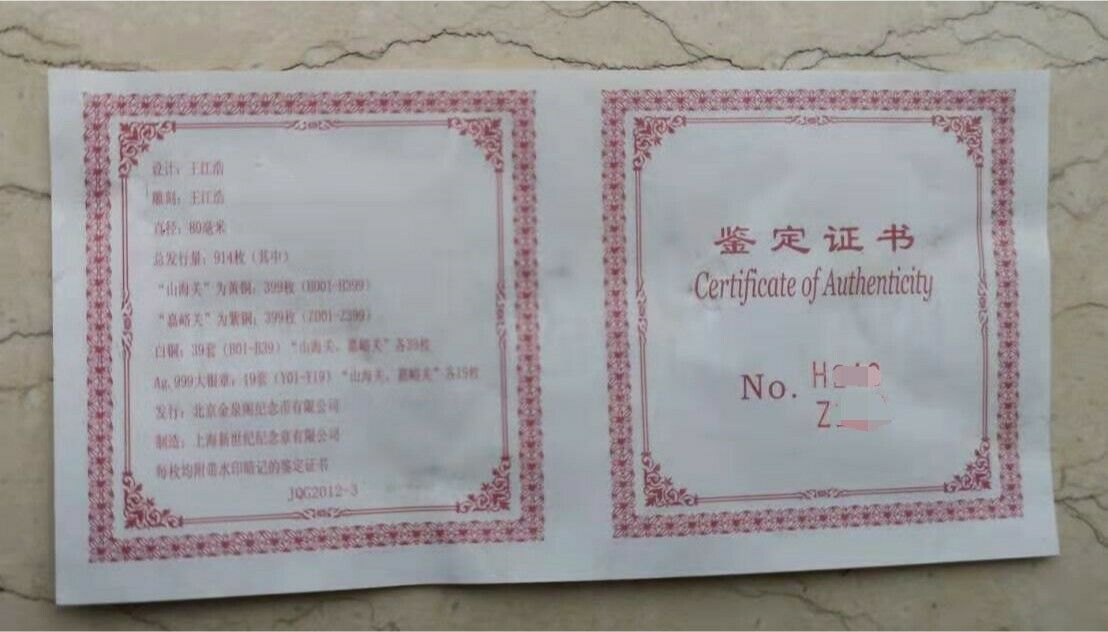 设计：王江浩
雕刻：王江浩
直径：80毫米
总发行量：914枚（其中）
“山海关”为黄铜：399枚（H001-H399）
“嘉峪关”为紫铜：399枚（Z001-Z399）
白铜：39套（B01-B39）“山海关、嘉峪关”各39枚
Ag.999大银章：19套（Y01-Y19）“山海关、嘉峪关”各19枚
发行：北京金泉阁纪念币有限公司
制造：上海新世纪纪念章有限公司
每枚均附带水印暗记的鉴定证书
JQG2012-3
鉴定证书
Certificate of Authenticity
No.